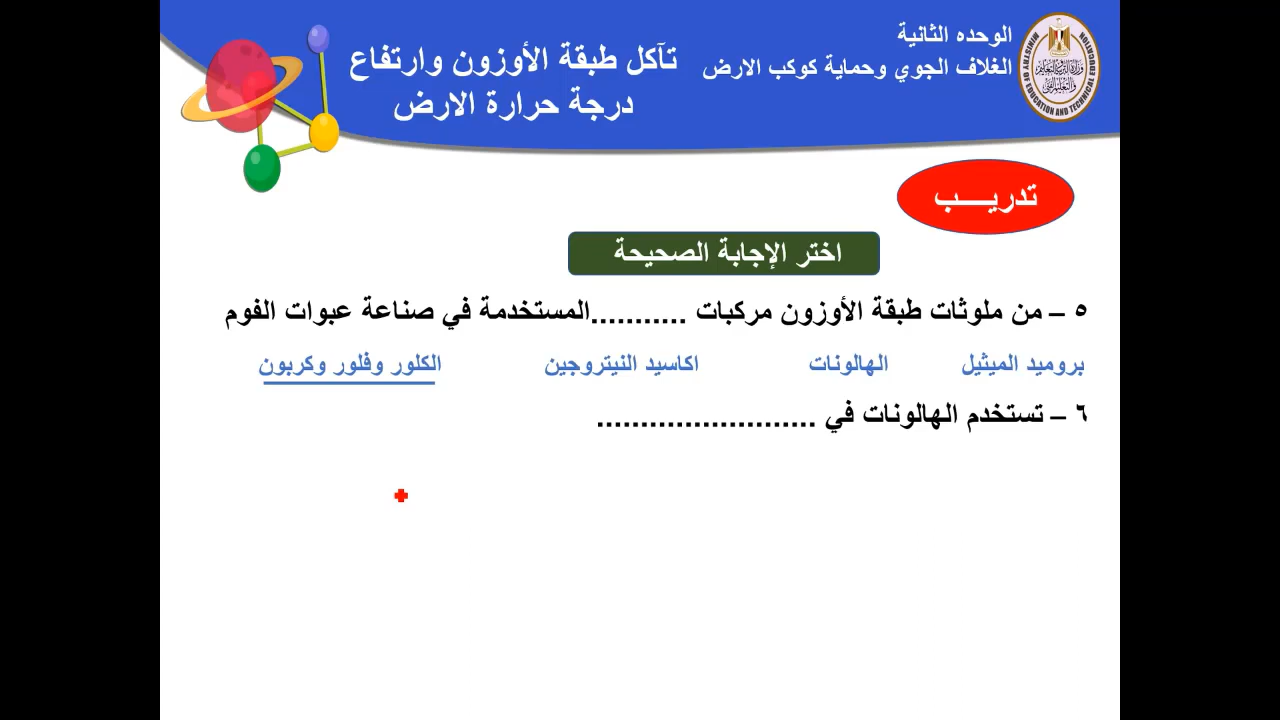 الوحده الثانية
الغلاف الجوي وحماية كوكب الارض
تآكل طبقة الأوزون وارتفاع
درجة حرارة الارض
تدريـــب
اختر الإجابة الصحيحة
٥ – من ملوثات طبقة الأوزون مركبات ...........المستخدمة في صناعة عبوات الفوم
بروميد الميثيل الهالونات اكاسيد النيتروجين الكلور وفلور وكربون
٦ – تستخدم الهالونات في .........................